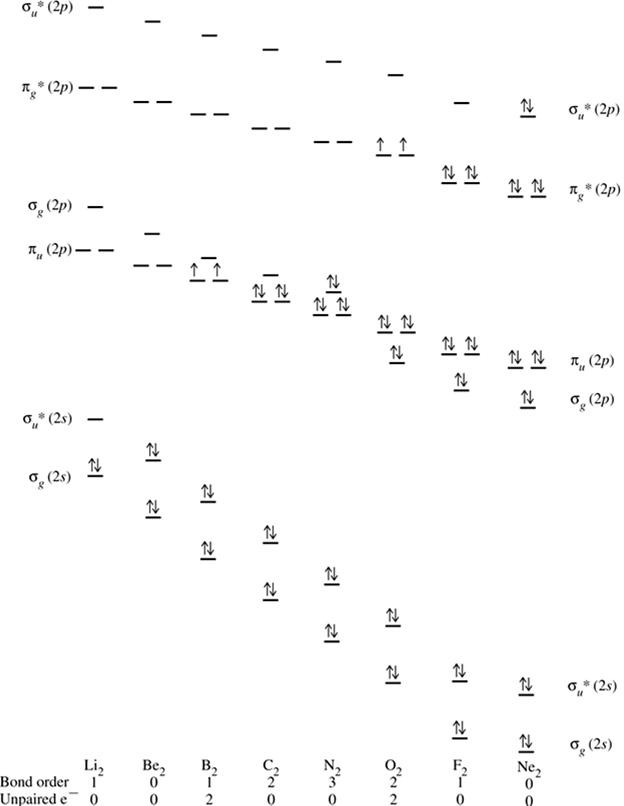 σu*(2p)
πg*(2p)
σu*(2p)
πg*(2p)
σg(2p)
πu(2p)
πu(2p)
σg(2p)
σu*(2s)
σg(2s)
σu*(2s)
σg(2s)
Li2 Be2 B2 C2 N2 O2 F2 Ne2
Bond order 1 0 1 2 3 2 1 0
Unpaired e− 0 0 2 0 0 2 0 0